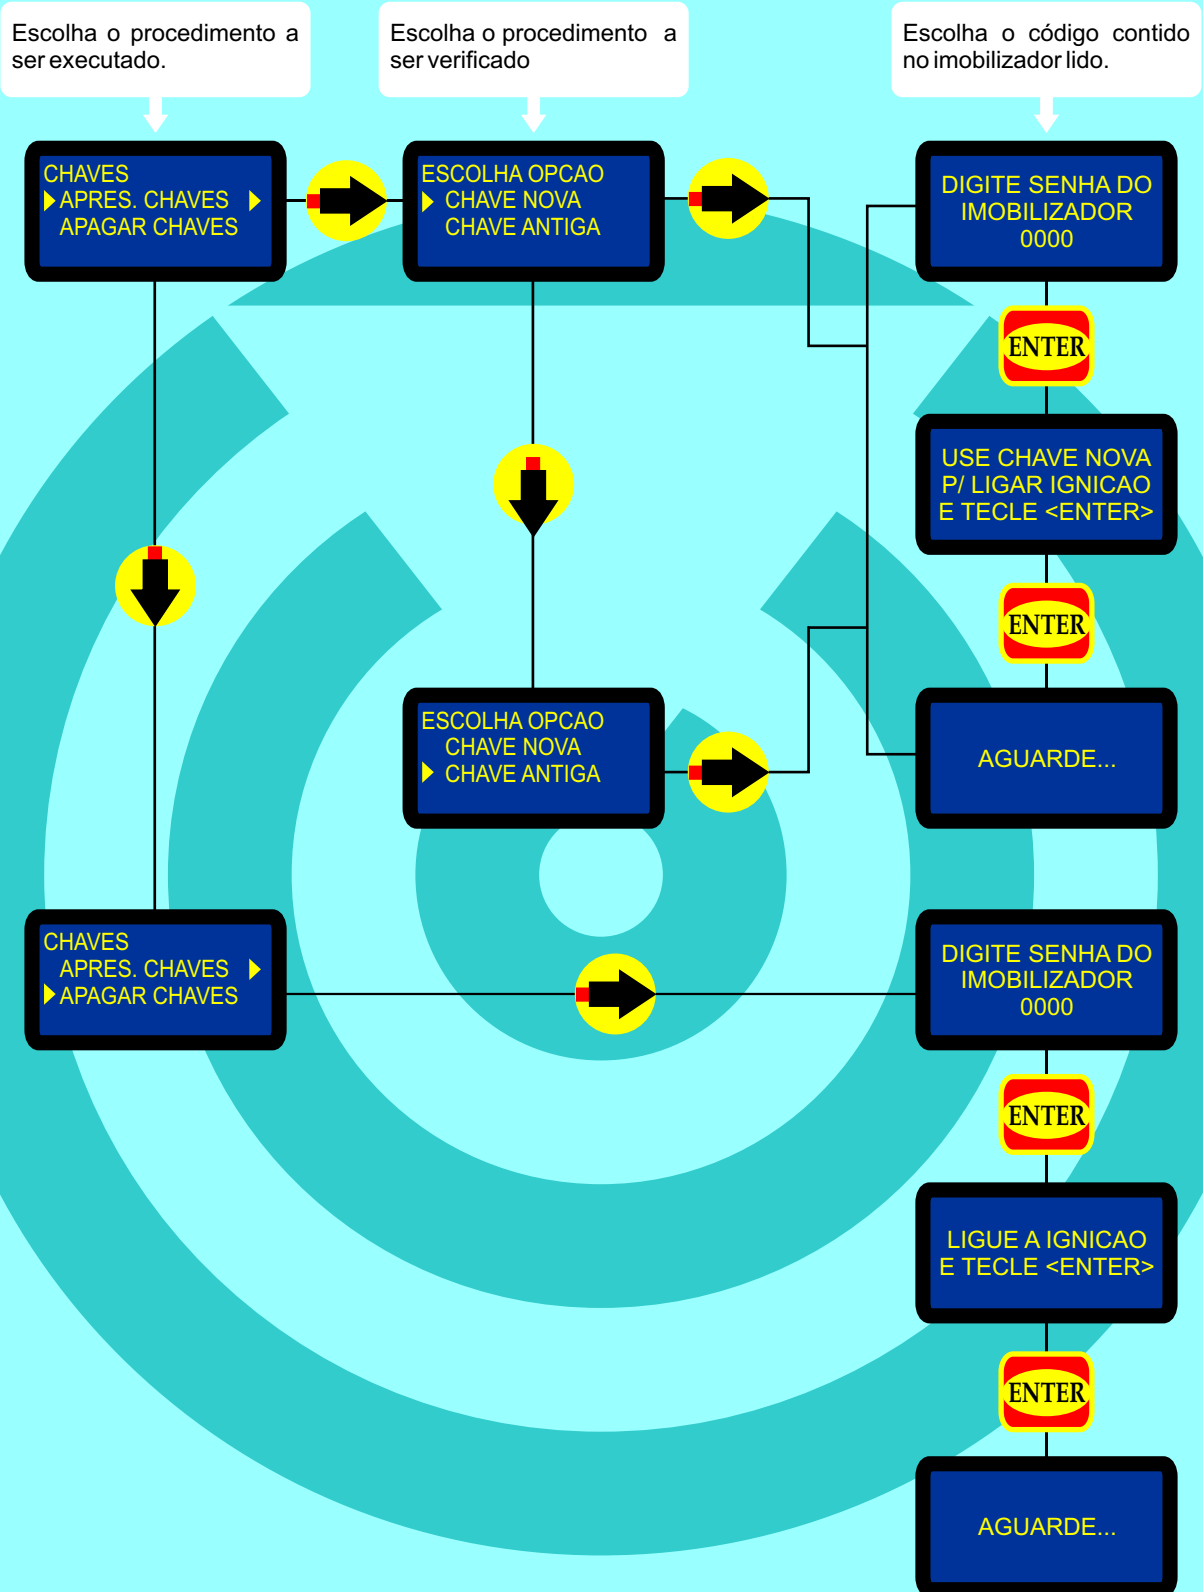 Escolha o procedimento a
ser executado.
Escolha o procedimento a
ser verificado
Escolha o código contido
no imobilizador lido.
CHAVES
APRES. CHAVES
APAGAR CHAVES
ESCOLHA OPCAO
CHAVE NOVA
CHAVE ANTIGA
DIGITE SENHA DO
IMOBILIZADOR
0000
ENTER
USE CHAVE NOVA
P/ LIGAR IGNICAO
E TECLE <ENTER>
ENTER
ESCOLHA OPCAO
CHAVE NOVA
CHAVE ANTIGA
AGUARDE...
CHAVES
APRES. CHAVES
APAGAR CHAVES
DIGITE SENHA DO
IMOBILIZADOR
0000
ENTER
LIGUE A IGNICAO
E TECLE <ENTER>
ENTER
AGUARDE...